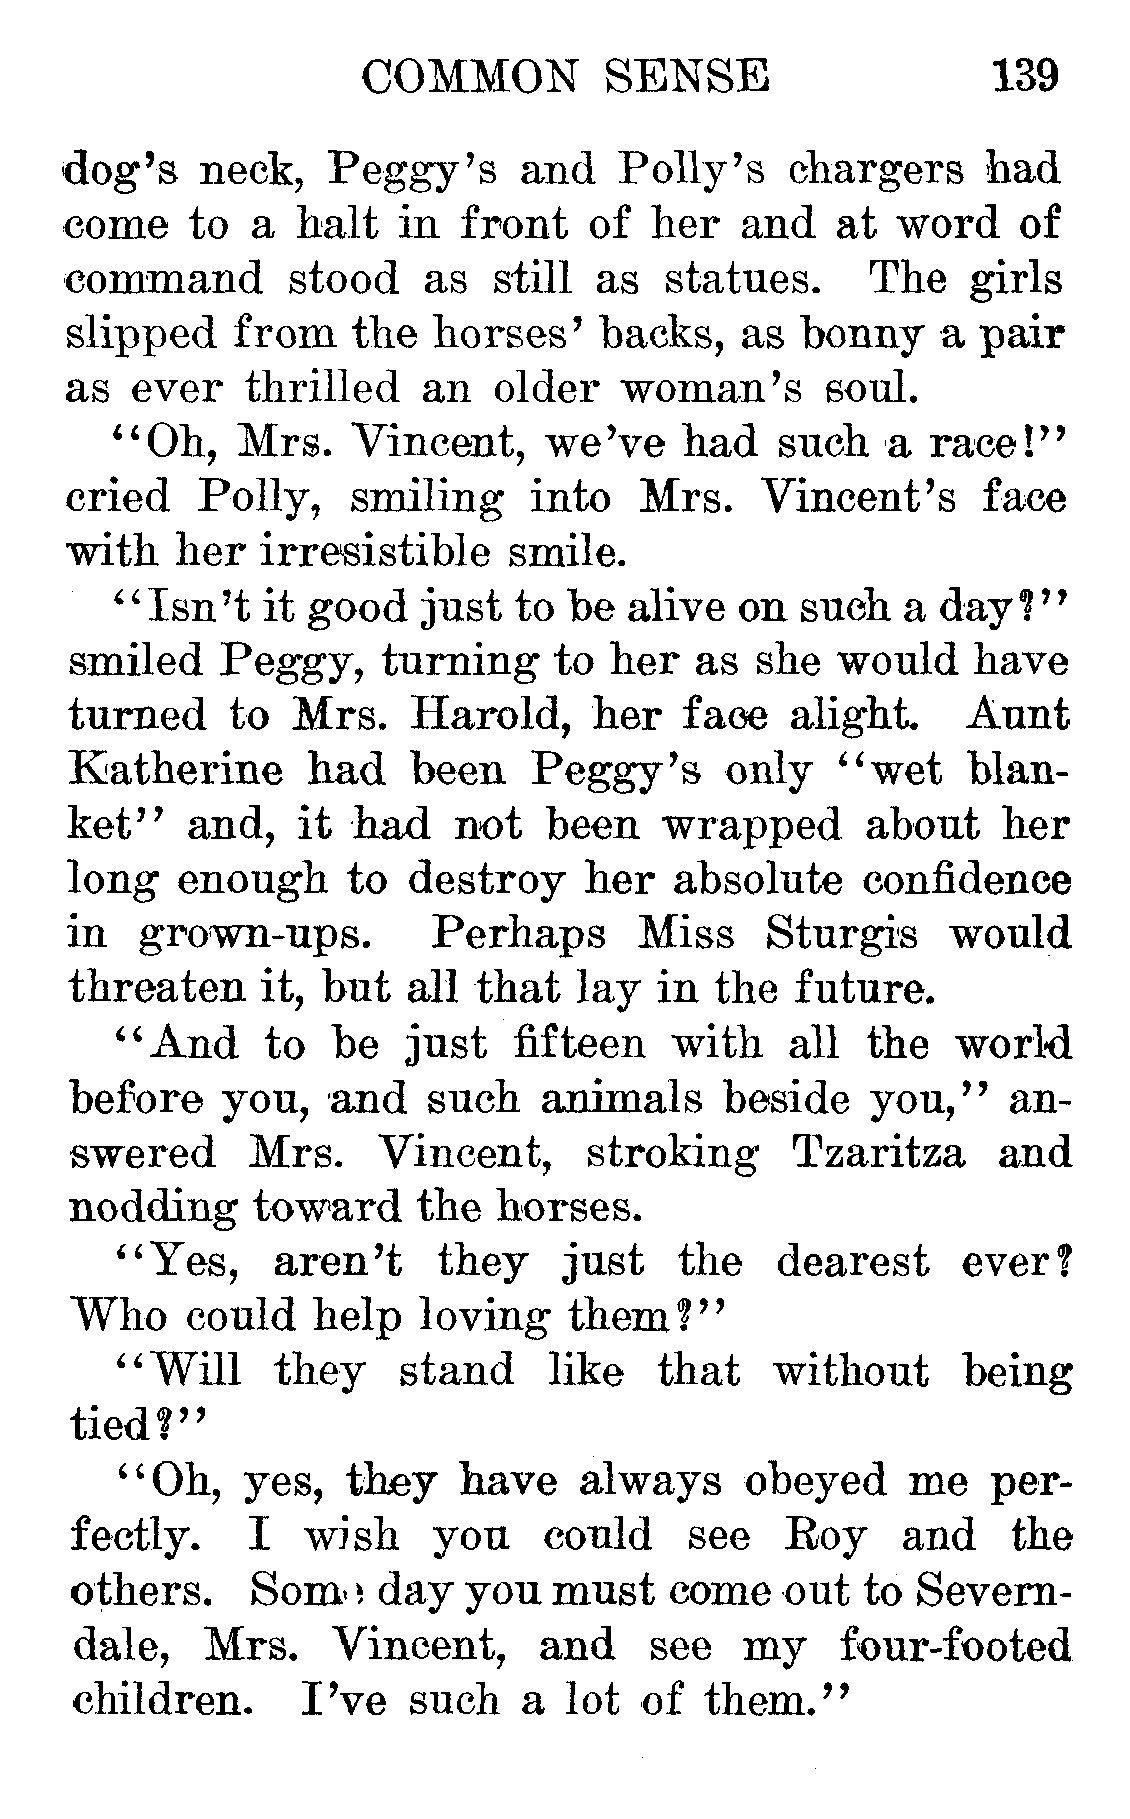 COMMON SENSE 139
dog's neck, Peggy's and Polly's chargers had
come to a halt in front of her and at word of
command stood as still as statues. The girls
slipped from the horses' backs, as bonny a pair
as ever thrilled an older woman's soul.
"Oh, Mrs. Vincent, we've had such a race!"
cried Polly, smiling into Mrs. Vincent's face
with her irresistible smile.
"Isn't it good just to be alive on such a day?"
smiled Peggy, turning to her as she would have
turned to Mrs. Harold, her face alight. Aunt
Katherine had been Peggy's only "wet blan-
ket" and, it had not been wrapped about her
long enough to destroy her absolute confidence
in grown-ups. Perhaps Miss Sturgis would
threaten it, but all that lay in the future.
"And to be just fifteen with all the world
before you, and such animals beside you," an-
swered Mrs. Vincent, stroking Tzaritza and
nodding toward the horses.
"Yes, aren't they just the dearest ever?
Who could help loving them?"
"Will they stand like that without being
tied?"
"Oh, yes, they have always obeyed me per-
fectly. I wish you could see Roy and the
others. Some day you must come out to Severn-
dale, Mrs. Vincent, and see my four-footed
children. I've such a lot of them."